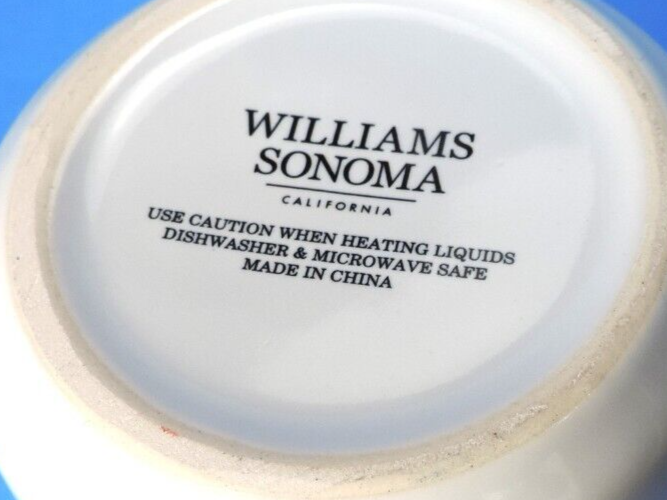 WILLIAMS
SONOMA
CALIFORNIA
USE CAUTION WHEN HEATING LIQUIDS
DISHWASHER & MICROWAVE SAFE
MADE IN CHINA